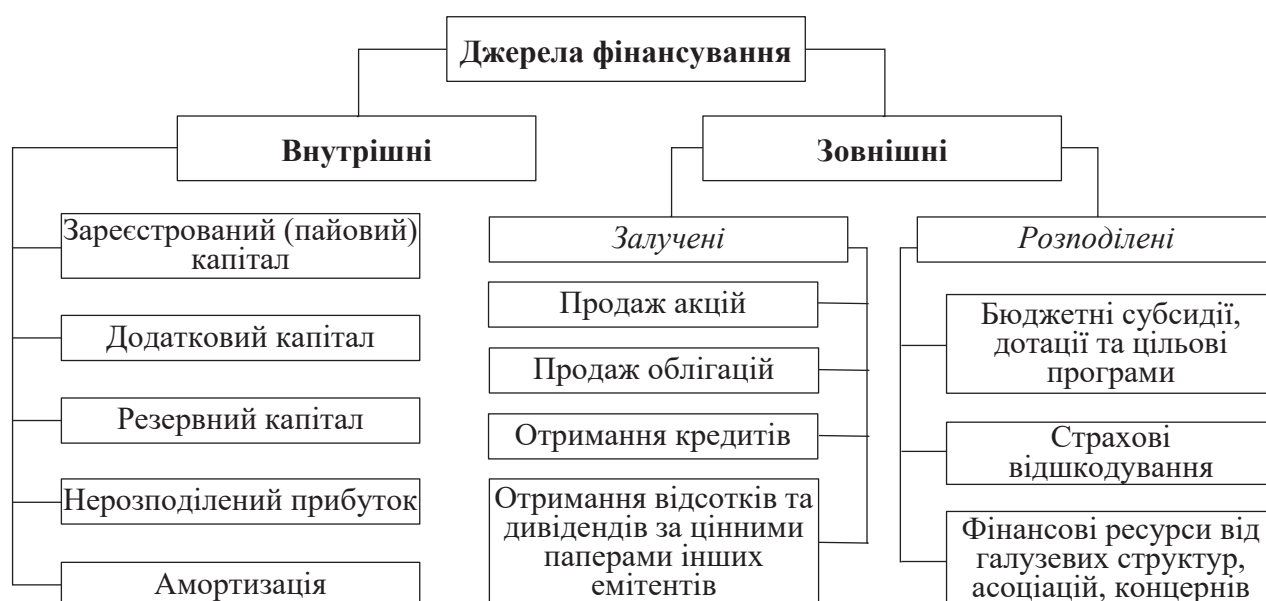 Джерела фінансування
Внутрішні
Зовнішні
Зареєстрований (пайовий)
капітал
Додатковий капітал
Резервний капітал
Нерозподілений прибуток
Амортизація
Залучені
Продаж акцій
Продаж облігацій
Отримання кредитів
Отримання відсотків та
дивідендів за цінними
паперами інших
емітентів
Розподілені
Бюджетні субсидії,
дотації та цільові
програми
Страхові
відшкодування
Фінансові ресурси від
галузевих структур,
асоціацій, концернів